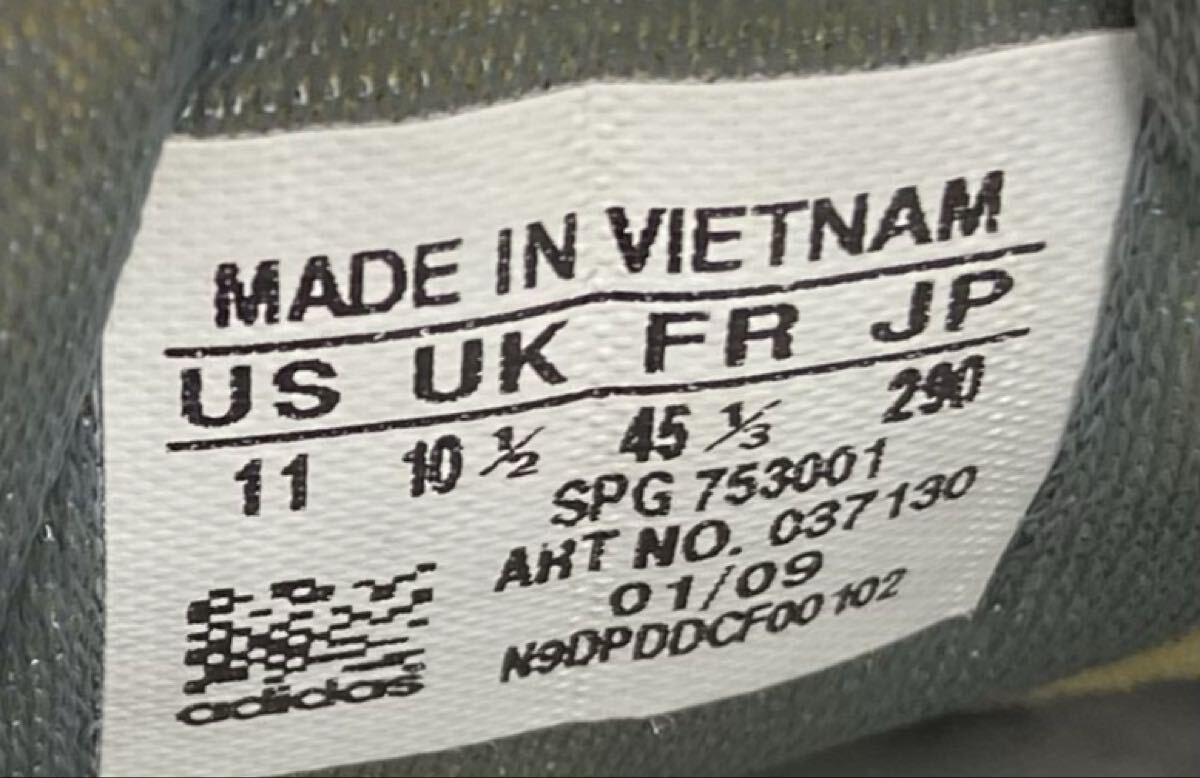 MADE IN VIETNAM
US UK FR JP
11 10 ½ 45 ⅓ 290
SPG 753001
ART NO. 037130
01/09
N9DPDDCF00102
adidas